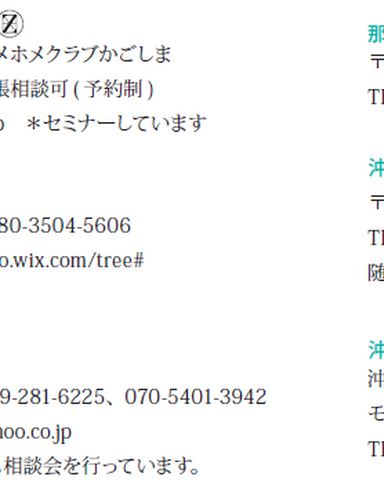 Ⓩ
メホメクラブかごしま
張相談可 ( 予約制 )
＊セミナーしています
80-3504-5606
o.wix.com/tree#
9-281-6225、070-5401-3942
hoo.co.jp
相談会を行っています。
那
〒
沖
〒
随
沖
沖
モ